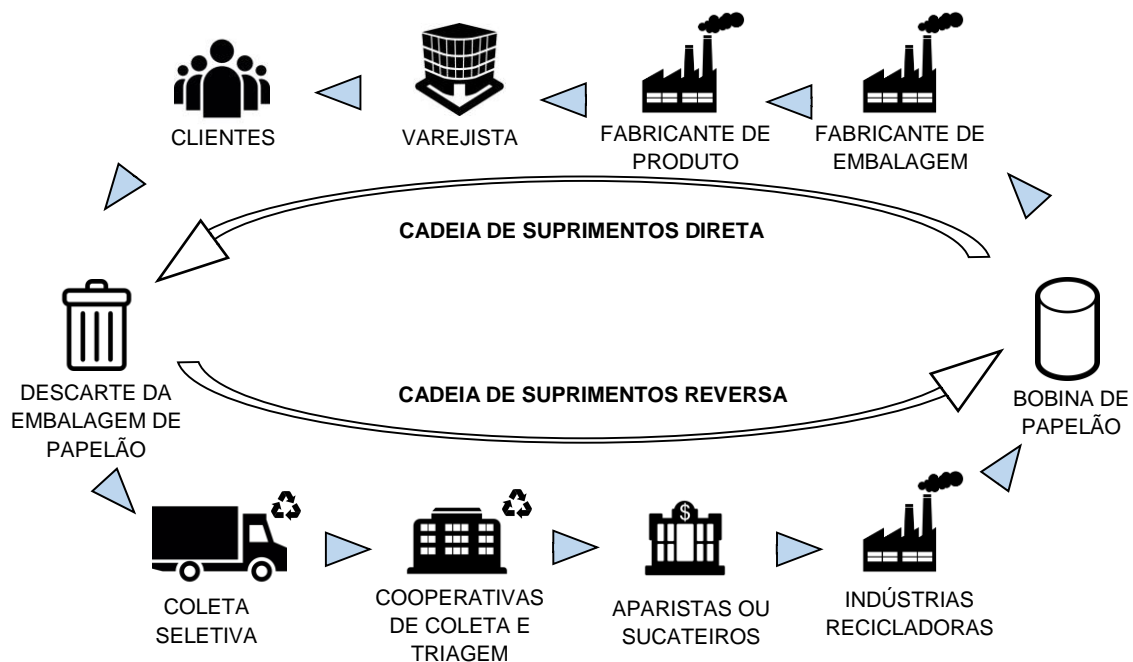 CLIENTES
VAREJISTA
FABRICANTE DE
PRODUTO
FABRICANTE DE
EMBALAGEM
CADEIA DE SUPRIMENTOS DIRETA
DESCARTE DA
EMBALAGEM DE
PAPELÃO
CADEIA DE SUPRIMENTOS REVERSA
BOBINA DE
PAPELÃO
COLETA
SELETIVA
COOPERATIVAS
DE COLETA E
TRIAGEM
$
APARISTAS OU
SUCATEIROS
INDÚSTRIAS
RECICLADORAS